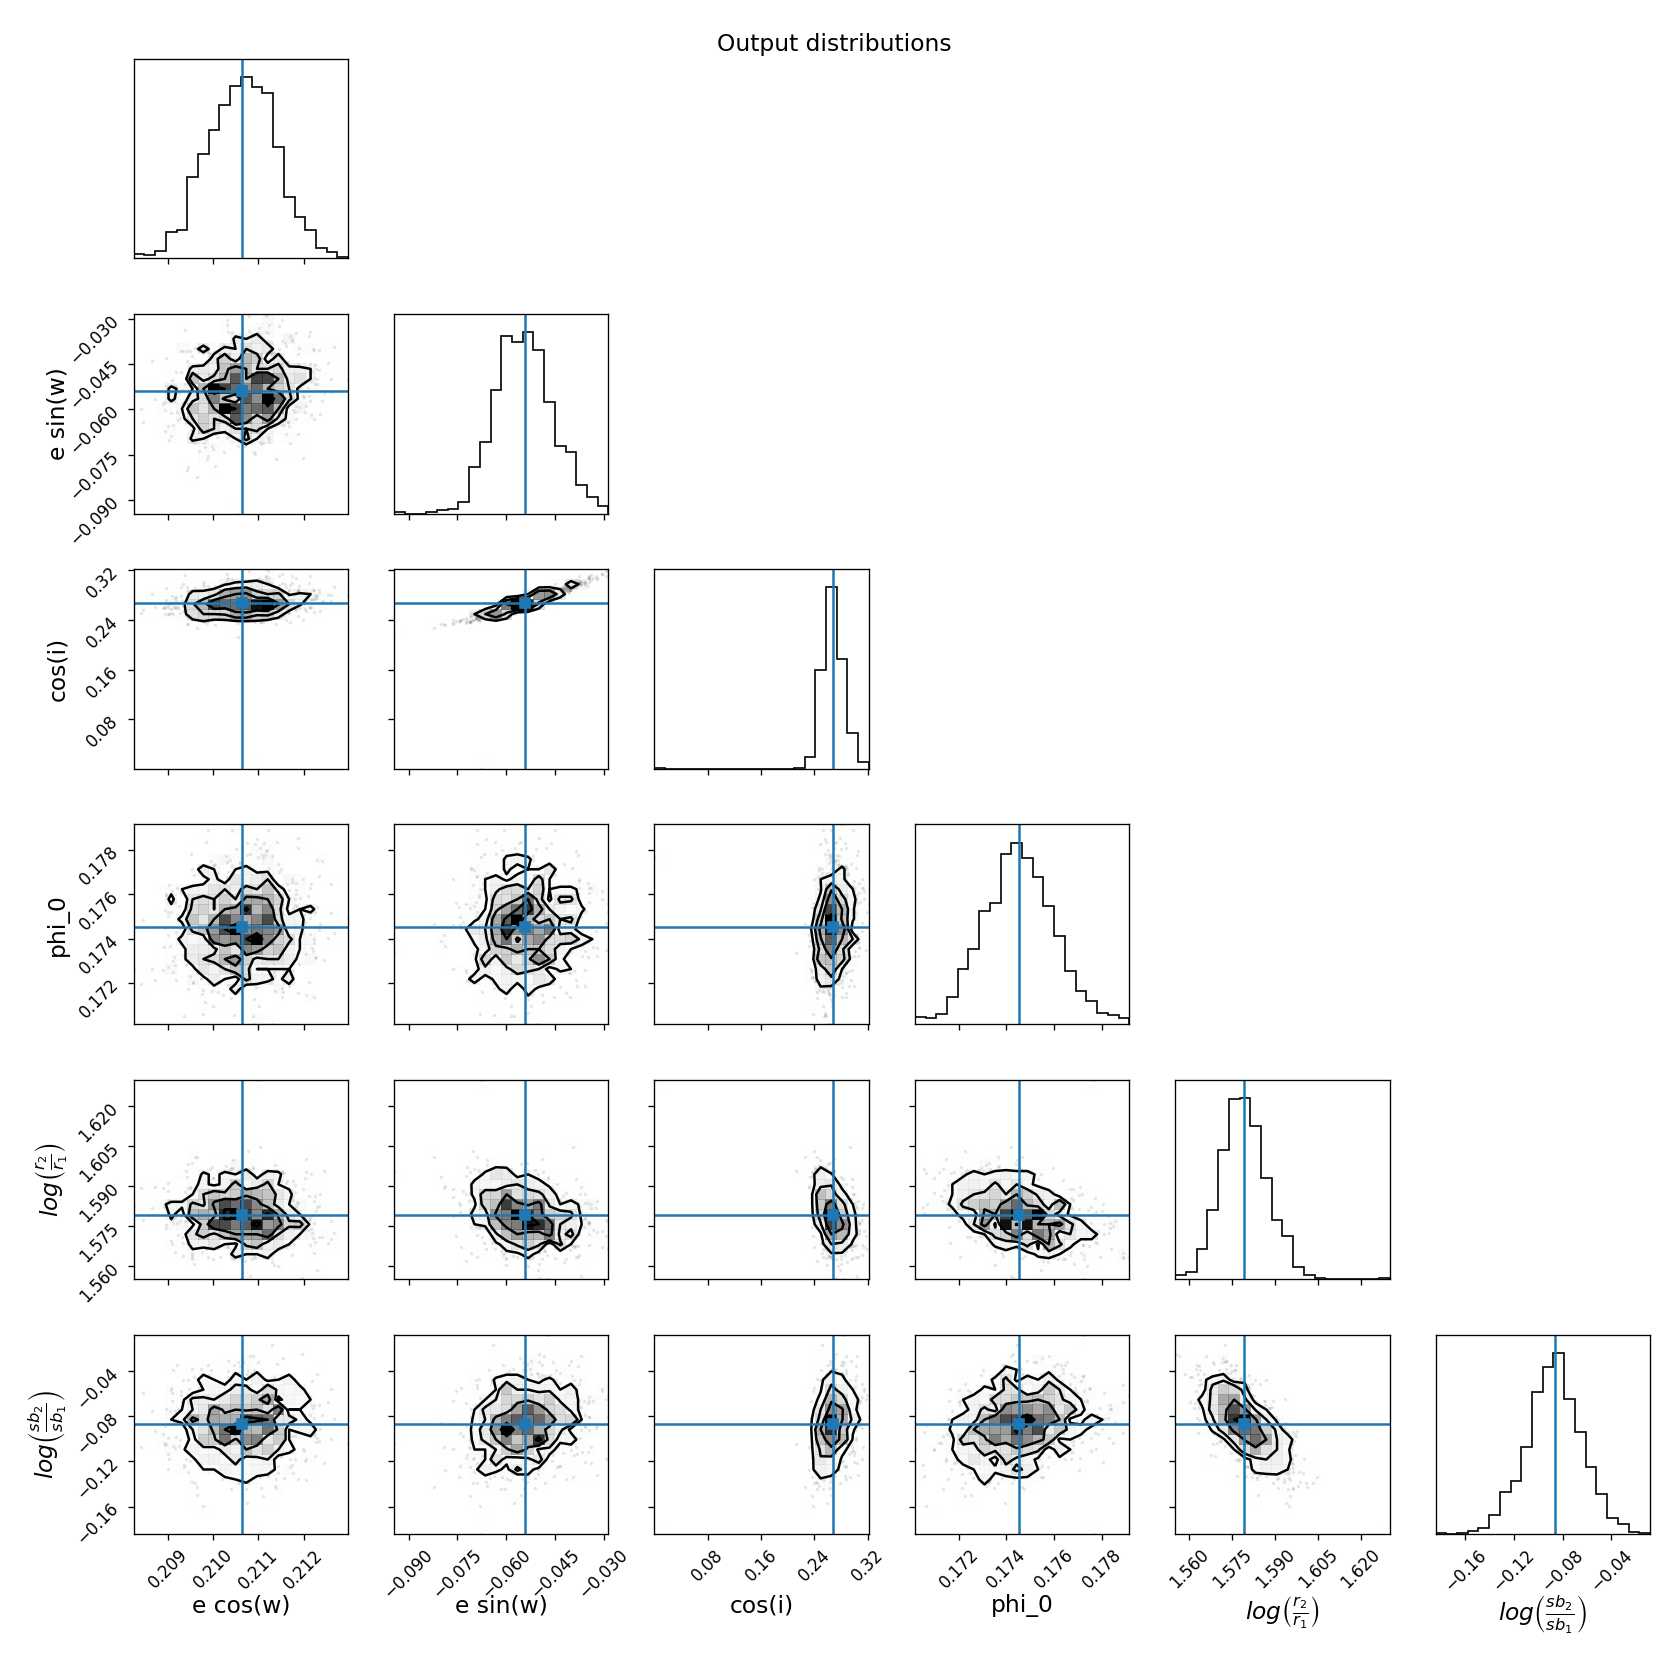 Output distributions
e sin(w)
−0.030
−0.045
−0.060
−0.075
−0.090
cos(i)
0.32
0.24
0.16
0.08
phi_0
0.178
0.176
0.174
0.172
log(r₂/r₁)
1.620
1.605
1.590
1.575
1.560
log(sb₂/sb₁)
−0.04
−0.08
−0.12
−0.16
0.209 0.210 0.211 0.212
e cos(w)
−0.090 −0.075 −0.060 −0.045 −0.030
e sin(w)
0.08 0.16 0.24 0.32
cos(i)
0.172 0.174 0.176 0.178
phi_0
1.560 1.575 1.590 1.605 1.620
log(r₂/r₁)
−0.16 −0.12 −0.08 −0.04
log(sb₂/sb₁)